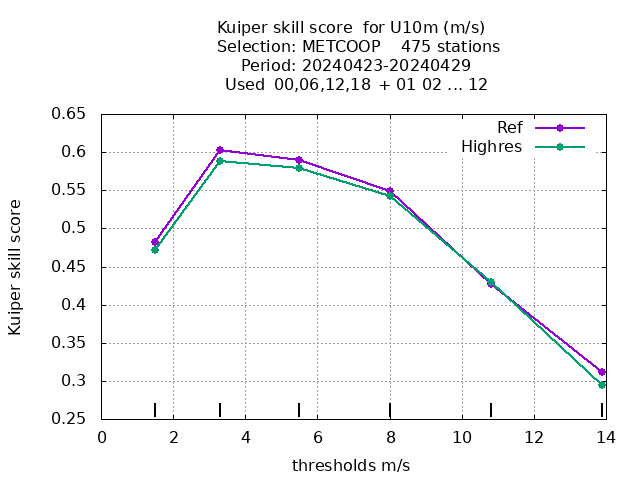 Kuiper skill score  for U10m (m/s)
Selection: METCOOP    475 stations
Period: 20240423-20240429
Used  00,06,12,18  + 01 02 ... 12
Ref
Highres
0.65
0.6
0.55
0.5
0.45
0.4
0.35
0.3
0.25
Kuiper skill score
0 2 4 6 8 10 12 14
thresholds m/s